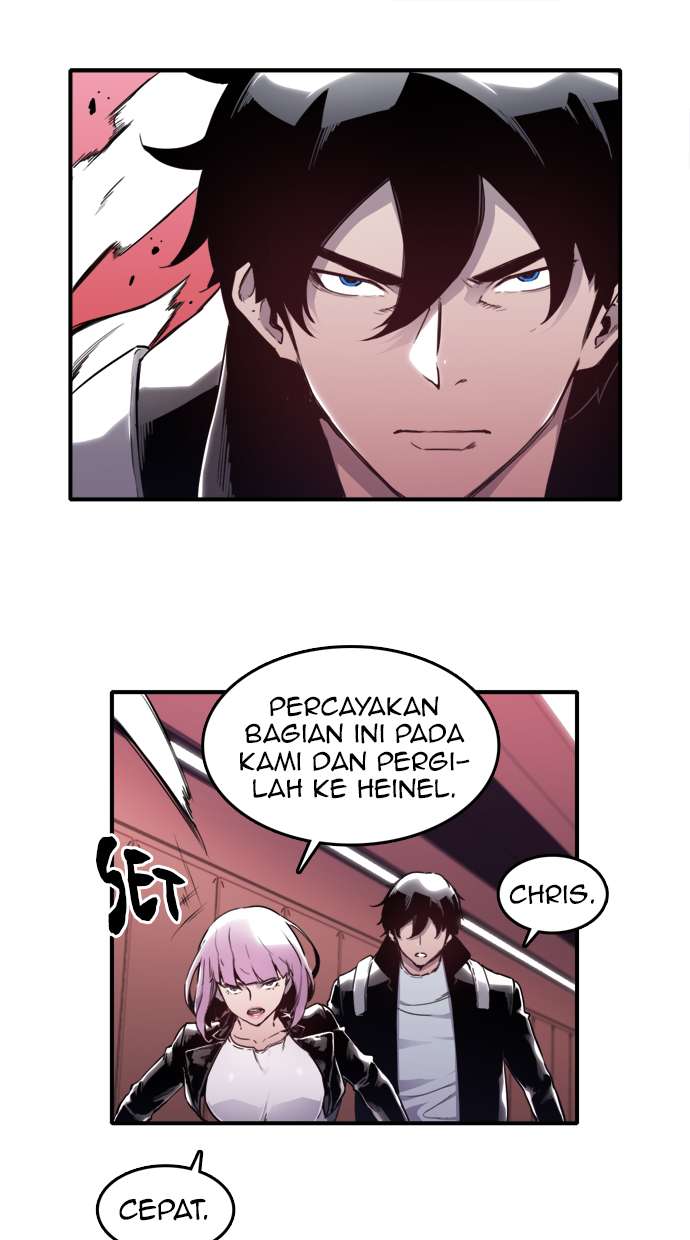 PERCAYAKAN
BAGIAN INI PADA
KAMI DAN PERGI-
LAH KE HEINEL.
CHRIS.
SET
CEPAT.